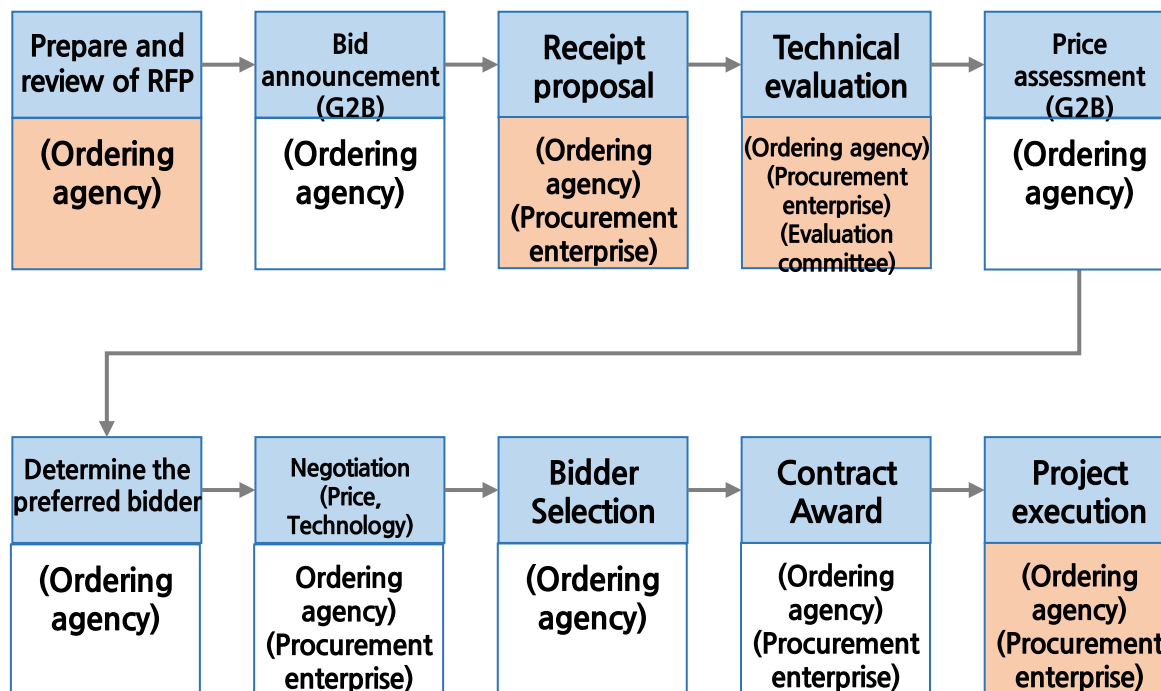 Prepare and
review of RFP
(Ordering
agency)
Bid
announcement
(G2B)
(Ordering
agency)
Receipt
proposal
(Ordering
agency)
(Procurement
enterprise)
Technical
evaluation
(Ordering agency)
(Procurement
enterprise)
(Evaluation
committee)
Price
assessment
(G2B)
(Ordering
agency)
Determine the
preferred bidder
(Ordering
agency)
Negotiation
(Price,
Technology)
Ordering
agency)
(Procurement
enterprise)
Bidder
Selection
(Ordering
agency)
Contract
Award
(Ordering
agency)
(Procurement
enterprise)
Project
execution
(Ordering
agency)
(Procurement
enterprise)